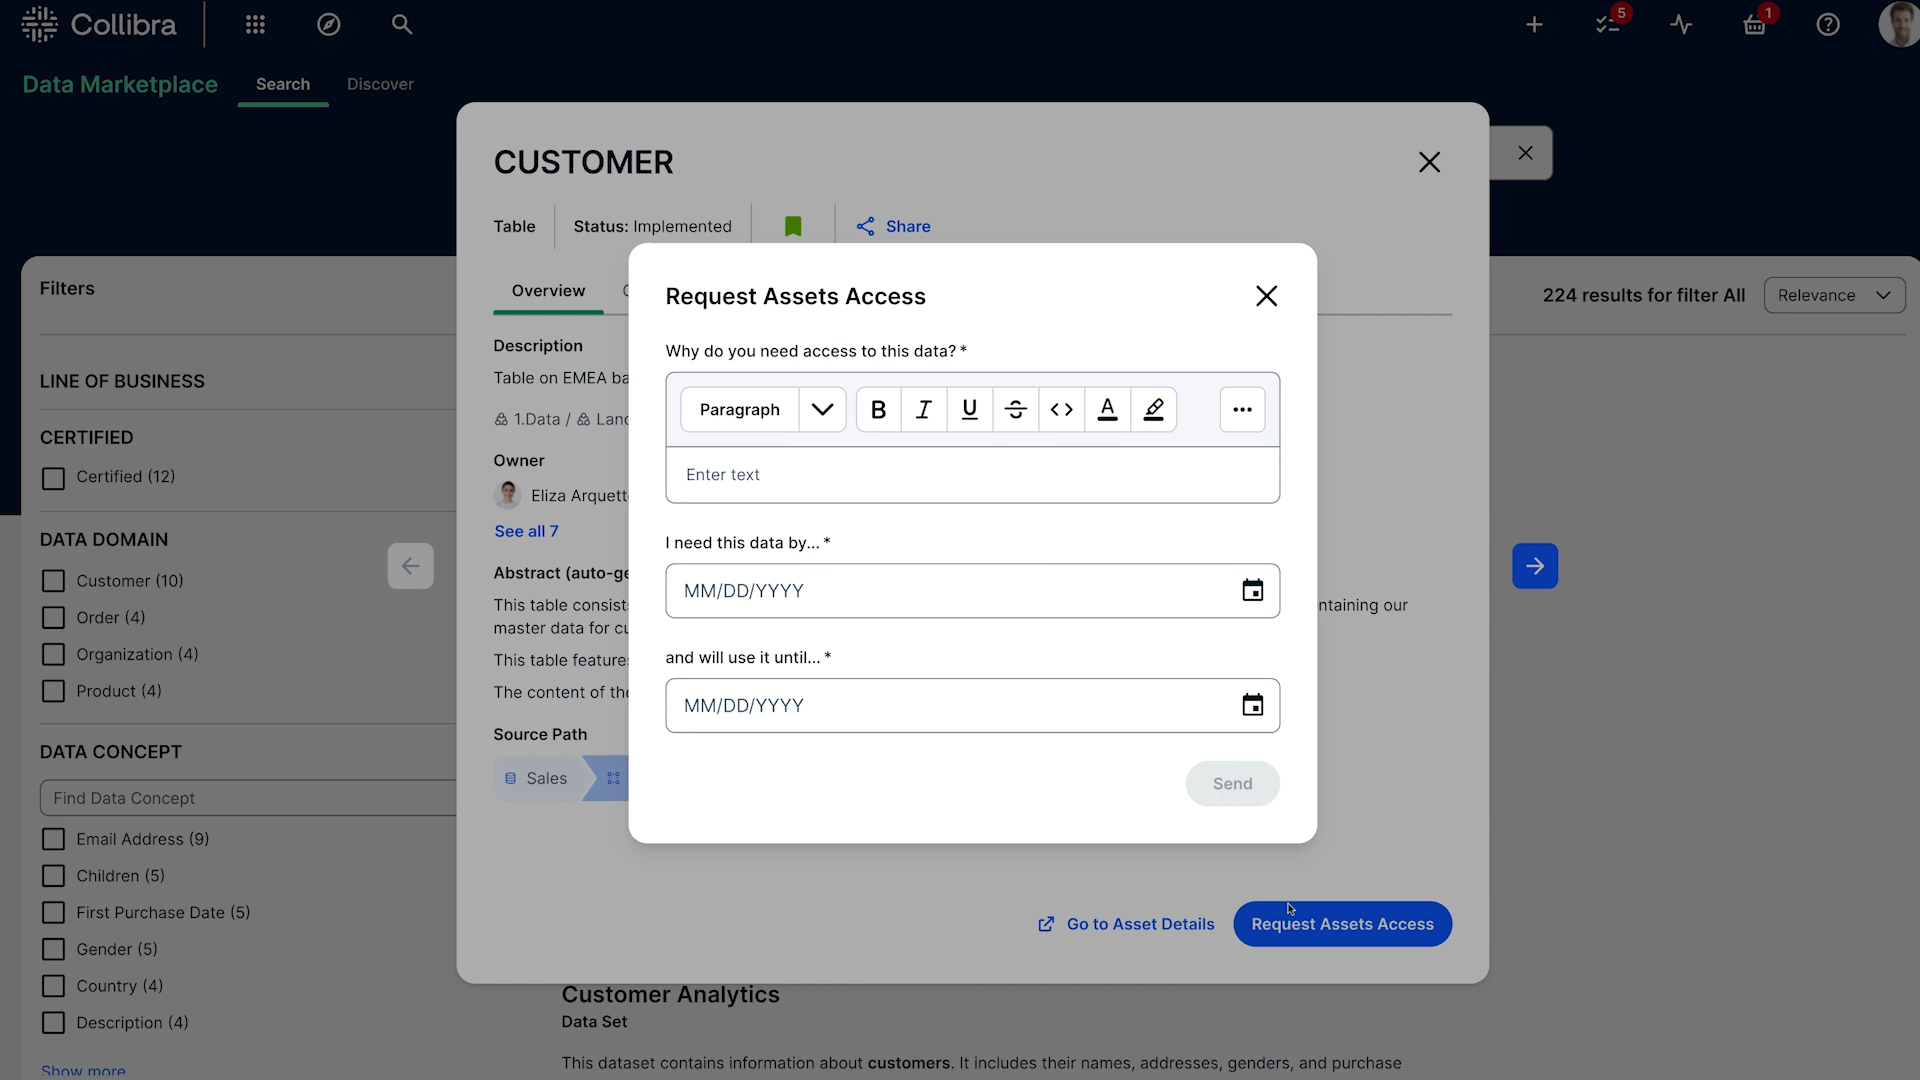 Collibra
5
1
Data Marketplace
Search
Discover
CUSTOMER
Table
Status: Implemented
Share
Filters
Overview
224 results for filter All
Relevance
Request Assets Access
Why do you need access to this data? *
Description
Table on EMEA ba
LINE OF BUSINESS
Paragraph
B
I
U
S
A
1.Data /
CERTIFIED
Certified (12)
Owner
Eliza Arquett
See all 7
Enter text
DATA DOMAIN
Customer (10)
Order (4)
Organization (4)
Product (4)
I need this data by... *
MM/DD/YYYY
Abstract (auto-ge
This table consist
ntaining our
master data for cu
This table feature
The content of the
and will use it until... *
MM/DD/YYYY
Source Path
Sales
Send
DATA CONCEPT
Find Data Concept
Email Address (9)
Children (5)
First Purchase Date (5)
Gender (5)
Country (4)
Description (4)
Show more
Go to Asset Details
Request Assets Access
Customer Analytics
Data Set
This dataset contains information about customers. It includes their names, addresses, genders, and purchase